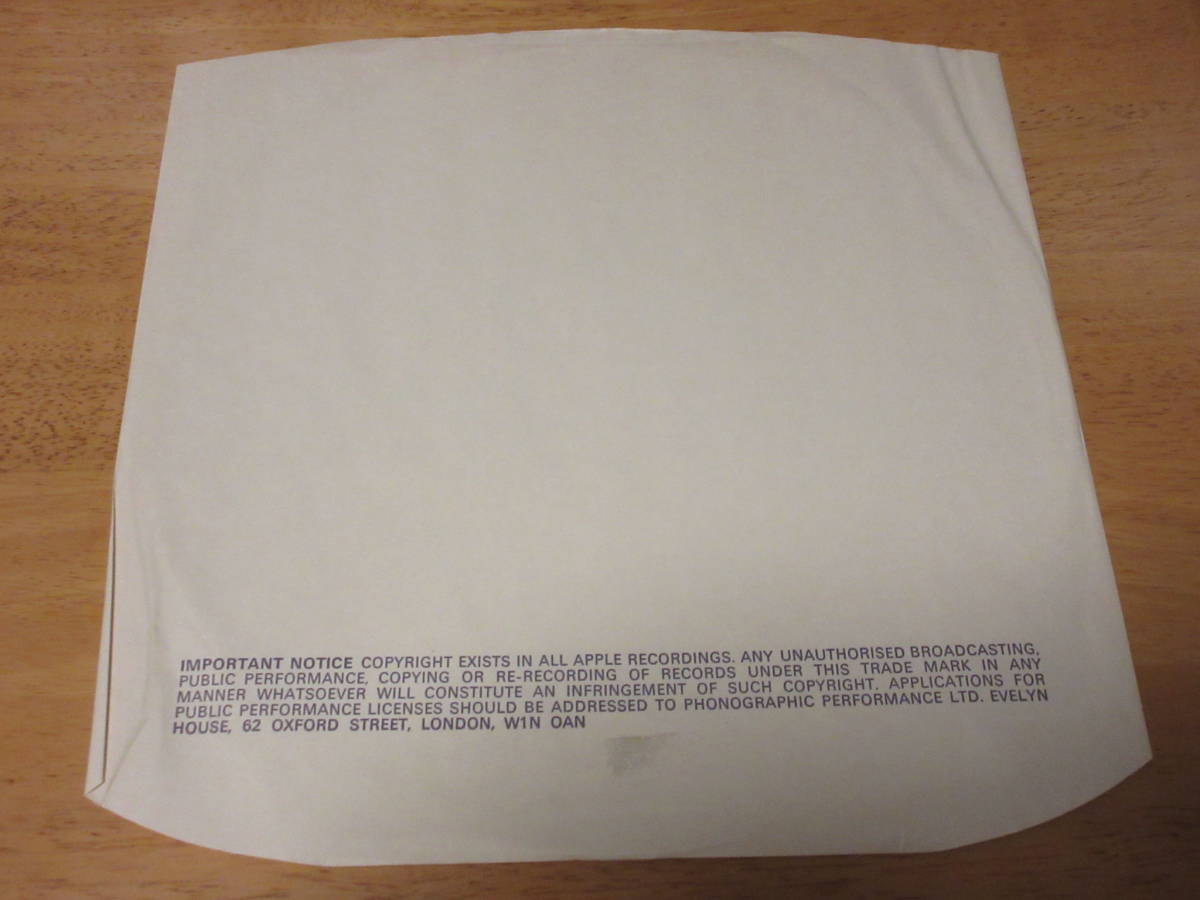 IMPORTANT NOTICE COPYRIGHT EXISTS IN ALL APPLE RECORDINGS. ANY UNAUTHORISED BROADCASTING,
PUBLIC PERFORMANCE, COPYING OR RE-RECORDING OF RECORDS UNDER THIS TRADE MARK IN ANY
MANNER WHATSOEVER WILL CONSTITUTE AN INFRINGEMENT OF SUCH COPYRIGHT. APPLICATIONS FOR
PUBLIC PERFORMANCE LICENSES SHOULD BE ADDRESSED TO PHONOGRAPHIC PERFORMANCE LTD. EVELYN
HOUSE, 62 OXFORD STREET, LONDON, W1N OAN